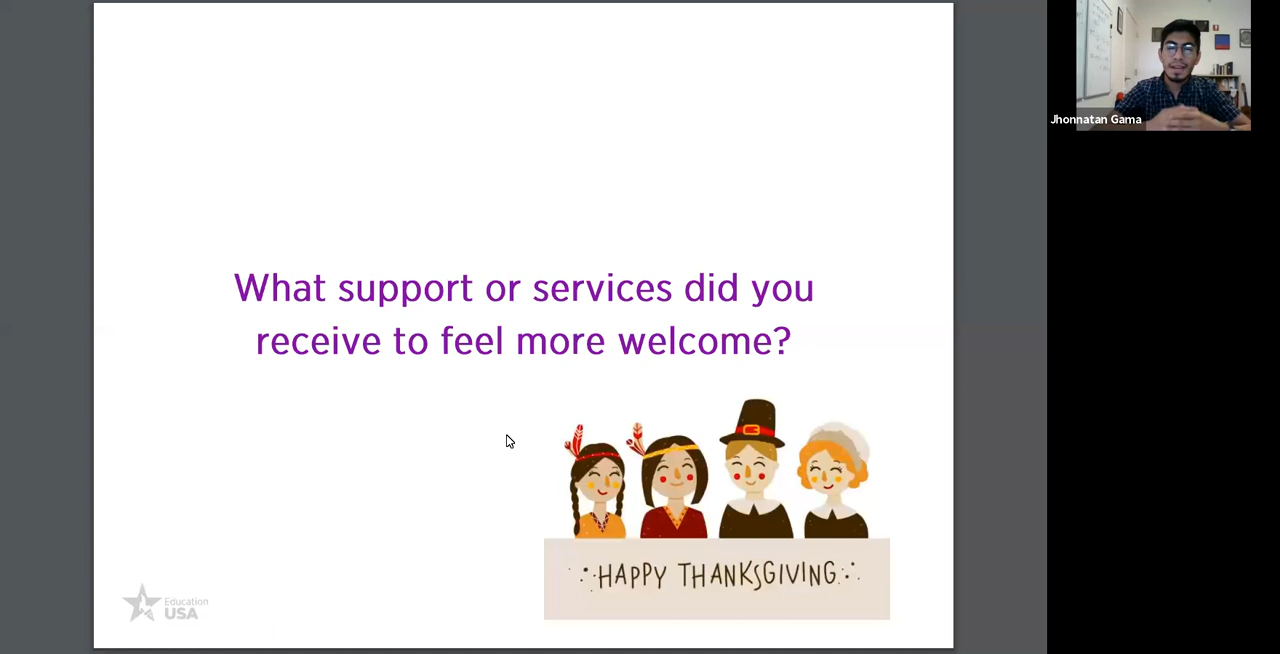 What support or services did you
receive to feel more welcome?
HAPPY THANKSGIVING
Education
USA
Jhonnatan Gama